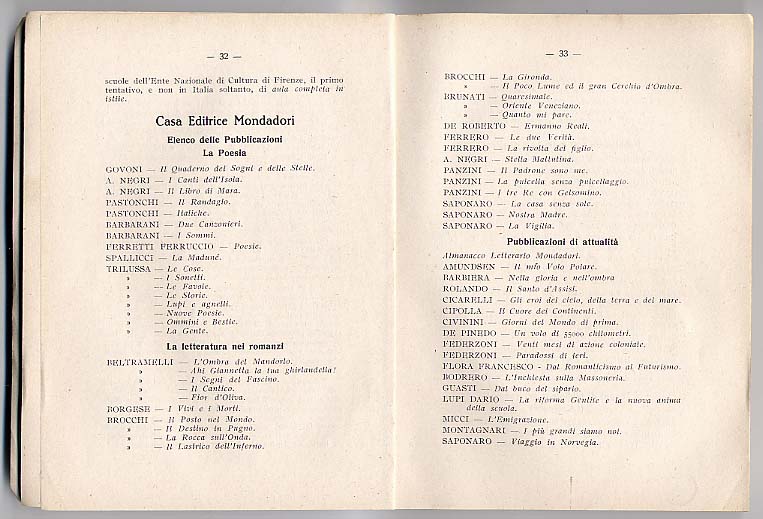 — 32 —
scuole dell'Ente Nazionale di Cultura di Firenze, il primo
tentativo, e non in Italia soltanto, di aula completa in
istile.
Casa Editrice Mondadori
Elenco delle Pubblicazioni
La Poesia
GOVONI — Il Quaderno dei Sogni e delle Stelle.
A. NEGRI — I Canti dell'Isola.
A. NEGRI — Il Libro di Mara.
PASTONCHI — Il Randagio.
PASTONCHI — Italiche.
BARBARANI — Due Canzonieri.
BARBARANI — I Sommi.
FERRETTI FERRUCCIO — Poesie.
SPALLICCI — La Madunê.
TRILUSSA — Le Cose.
» — I Sonetti.
» — Le Favole.
» — Le Storie.
» — Lupi e agnelli.
» — Nuove Poesie.
» — Ommini e Bestie.
» — La Gente.
La letteratura nei romanzi
BELTRAMELLI — L'Ombra del Mandorlo.
» — Ahi Giannetta la tua ghirlandetta!
» — I Sogni del Fascino.
» — Il Cantico.
» — Fior d'Oliva.
BORGESE — I Vivi e i Morti.
BROCCHI — Il Posto nel Mondo.
» — Il Destino in Pugno.
» — La Rocca sull'Onda.
» — Il Lastrico dell'Inferno.
— 33 —
BROCCHI — La Gironda.
» — Il Poco Lume ed il gran Cerchio d'Ombra.
BRUNATI — Quaresimale.
» — Oriente Veneziano.
» — Quanto mi pare.
DE ROBERTO — Ermanno Raeli.
FERRERO — Le due Verità.
FERRERO — La rivolta del figlio.
A. NEGRI — Stella Mattutina.
PANZINI — Il Padrone sono me.
PANZINI — La pulcella senza pulcellaggio.
PANZINI — I tre Re con Gelsomino.
SAPONARO — La casa senza sole.
SAPONARO — Nostra Madre.
SAPONARO — La Vigilia.
Pubblicazioni di attualità
Almanacco Letterario Mondadori.
AMUNDSEN — Il mio Volo Polare.
BARBIERA — Nella gloria e nell'ombra
ROLANDO — Il Santo d'Assisi.
CICARELLI — Gli eroi del cielo, della terra e del mare.
CIPOLLA — Il Cuore dei Continenti.
CIVININI — Giorni del Mondo di prima.
DE PINEDO — Un volo di 55000 chilometri.
FEDERZONI — Venti mesi di azione coloniale.
FEDERZONI — Paradossi di ieri.
FLORA FRANCESCO - Dal Romanticismo al Futurismo.
BODRERO — L'Inchiesta sulla Massoneria.
GUASTI — Dal buco del sipario.
LUPI DARIO — La riforma Gentile e la nuova anima
della scuola.
MICCI — L'Emigrazione.
MONTAGNARI — I più grandi siamo noi.
SAPONARO — Viaggio in Norvegia.